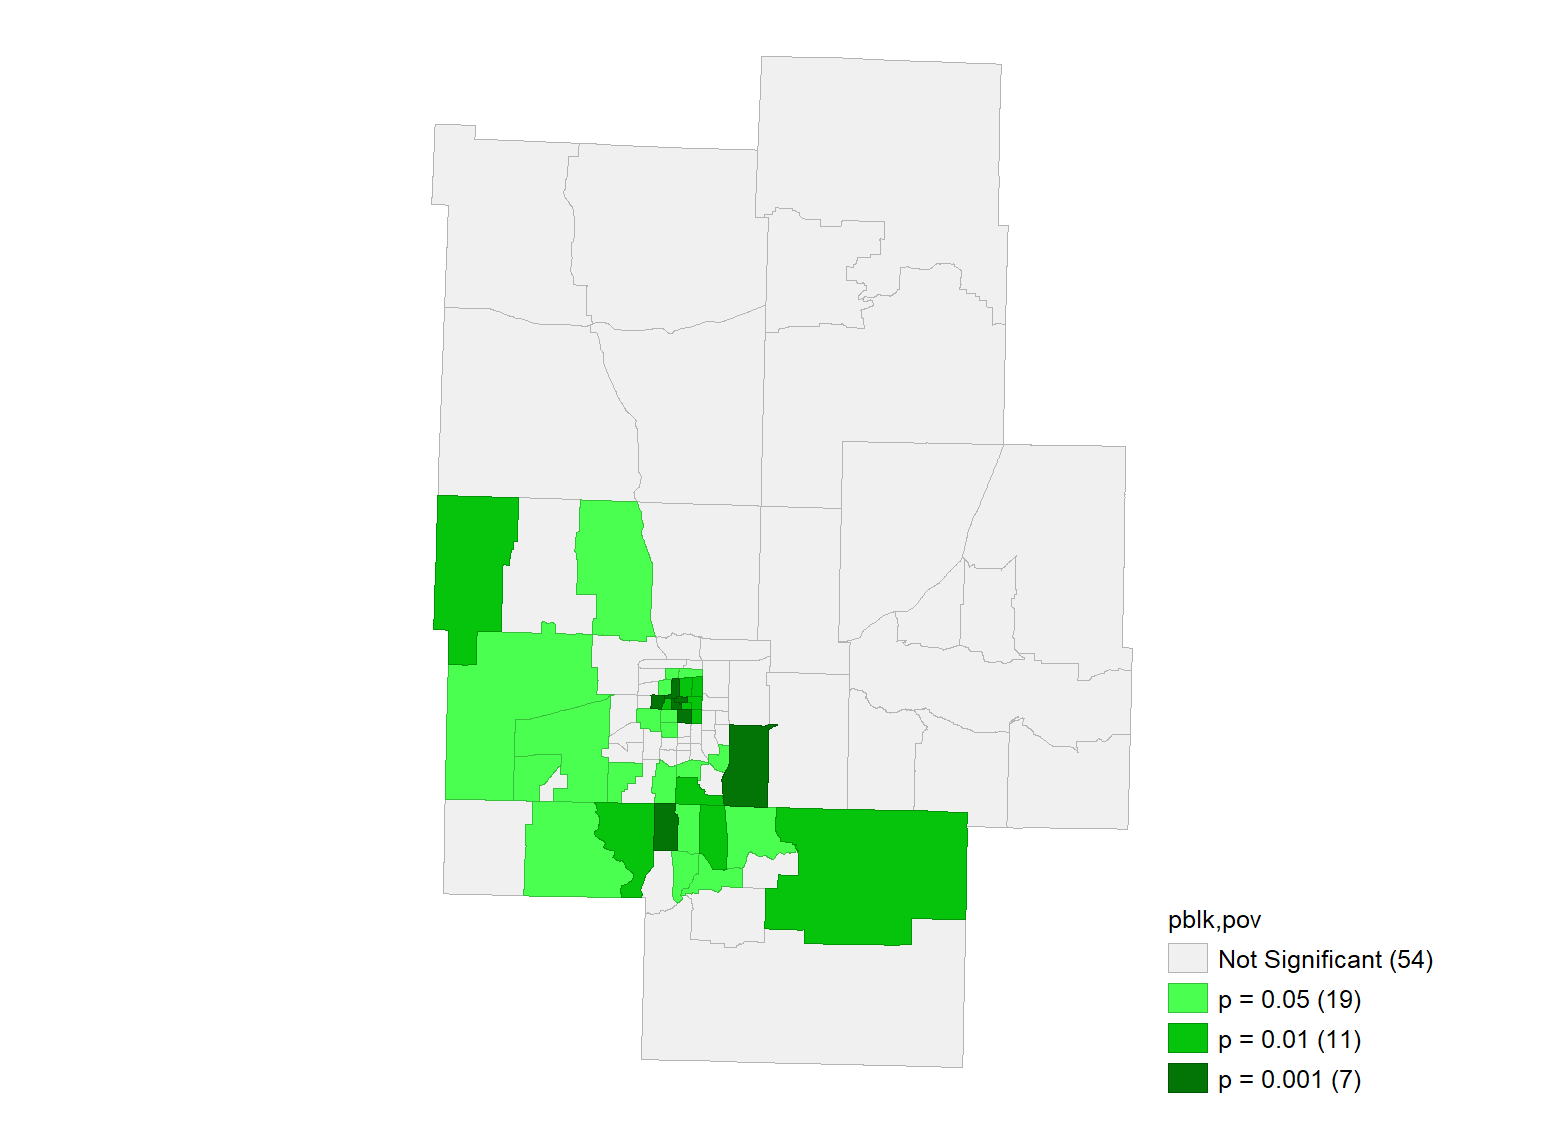 pblk,pov
Not Significant (54)
p = 0.05 (19)
p = 0.01 (11)
p = 0.001 (7)